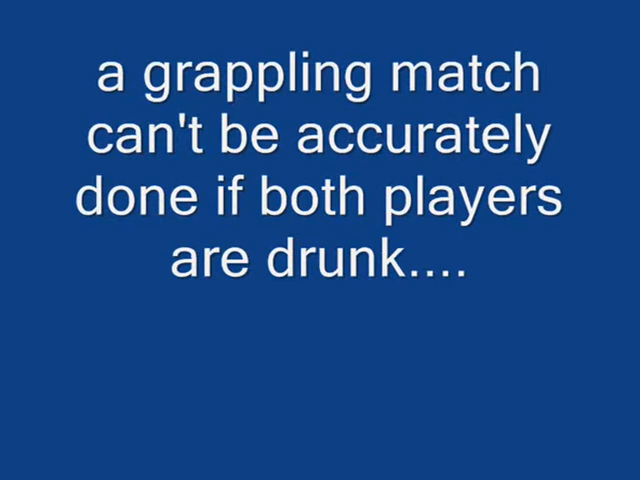 a grappling match
can't be accurately
done if both players
are drunk....